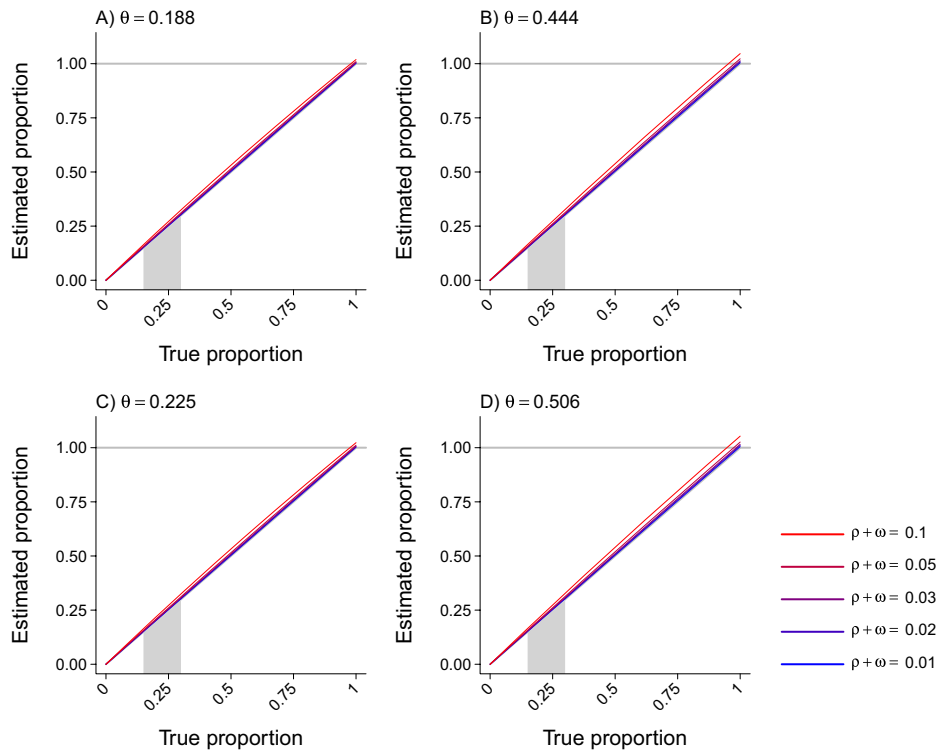 A) θ = 0.188
Estimated proportion
1.00
0.75
0.50
0.25
0.00
0
0.25
0.5
0.75
1
True proportion
B) θ = 0.444
Estimated proportion
1.00
0.75
0.50
0.25
0.00
0
0.25
0.5
0.75
1
True proportion
C) θ = 0.225
Estimated proportion
1.00
0.75
0.50
0.25
0.00
0
0.25
0.5
0.75
1
True proportion
D) θ = 0.506
Estimated proportion
1.00
0.75
0.50
0.25
0.00
0
0.25
0.5
0.75
1
True proportion
ρ + ω = 0.1
ρ + ω = 0.05
ρ + ω = 0.03
ρ + ω = 0.02
ρ + ω = 0.01